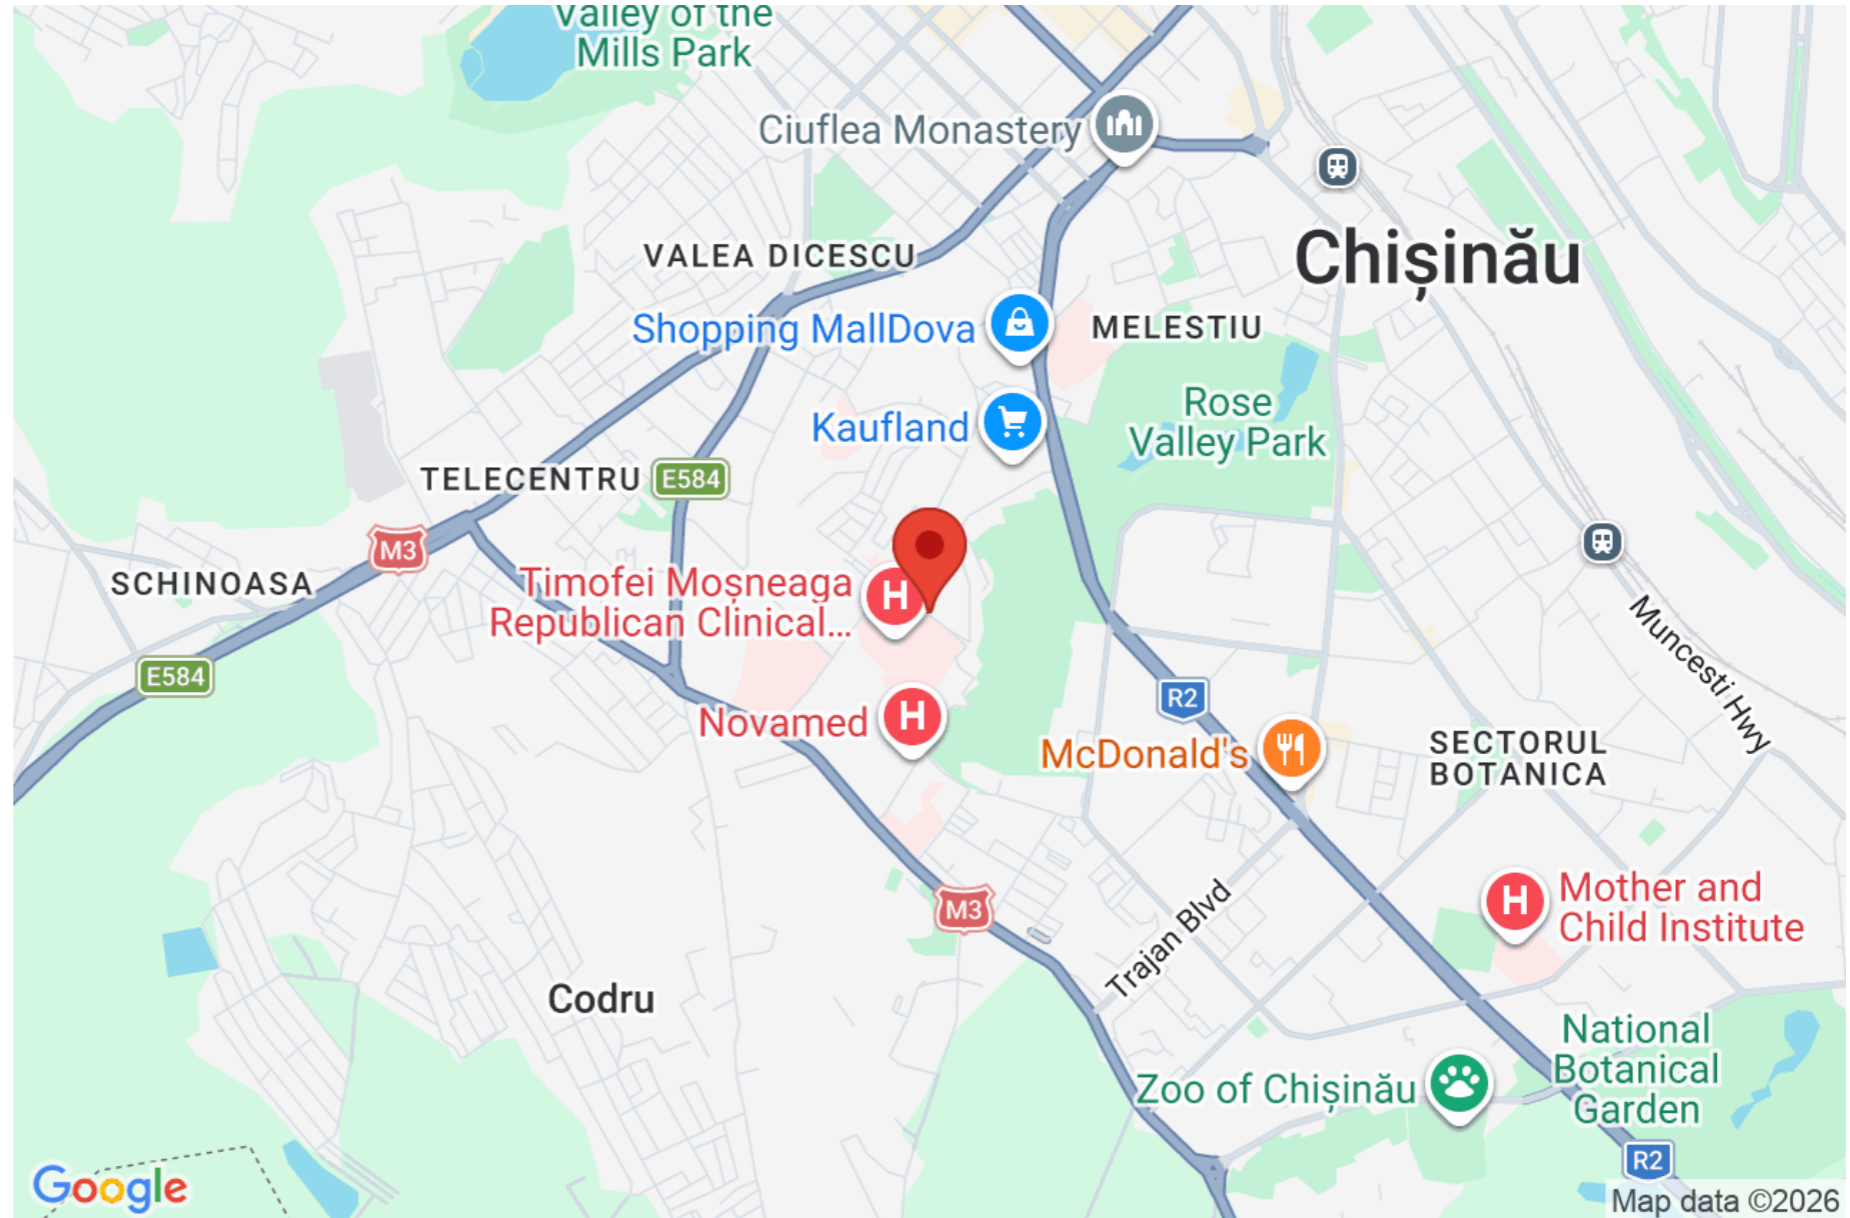 Valley of the
Mills Park
Ciuflea Monastery
Chișinău
VALEA DICESCU
Shopping MallDova
MELESTIU
Rose
Valley Park
Kaufland
TELECENTRU
E584
M3
SCHINOASA
Timofei Moșneaga
Republican Clinical...
H
E584
Muncesti Hwy
R2
Novamed
H
McDonald's
SECTORUL
BOTANICA
Mother and
Child Institute
H
M3
Trajan Blvd
Codru
National
Botanical
Garden
Zoo of Chișinău
R2
Google
Map data ©2026